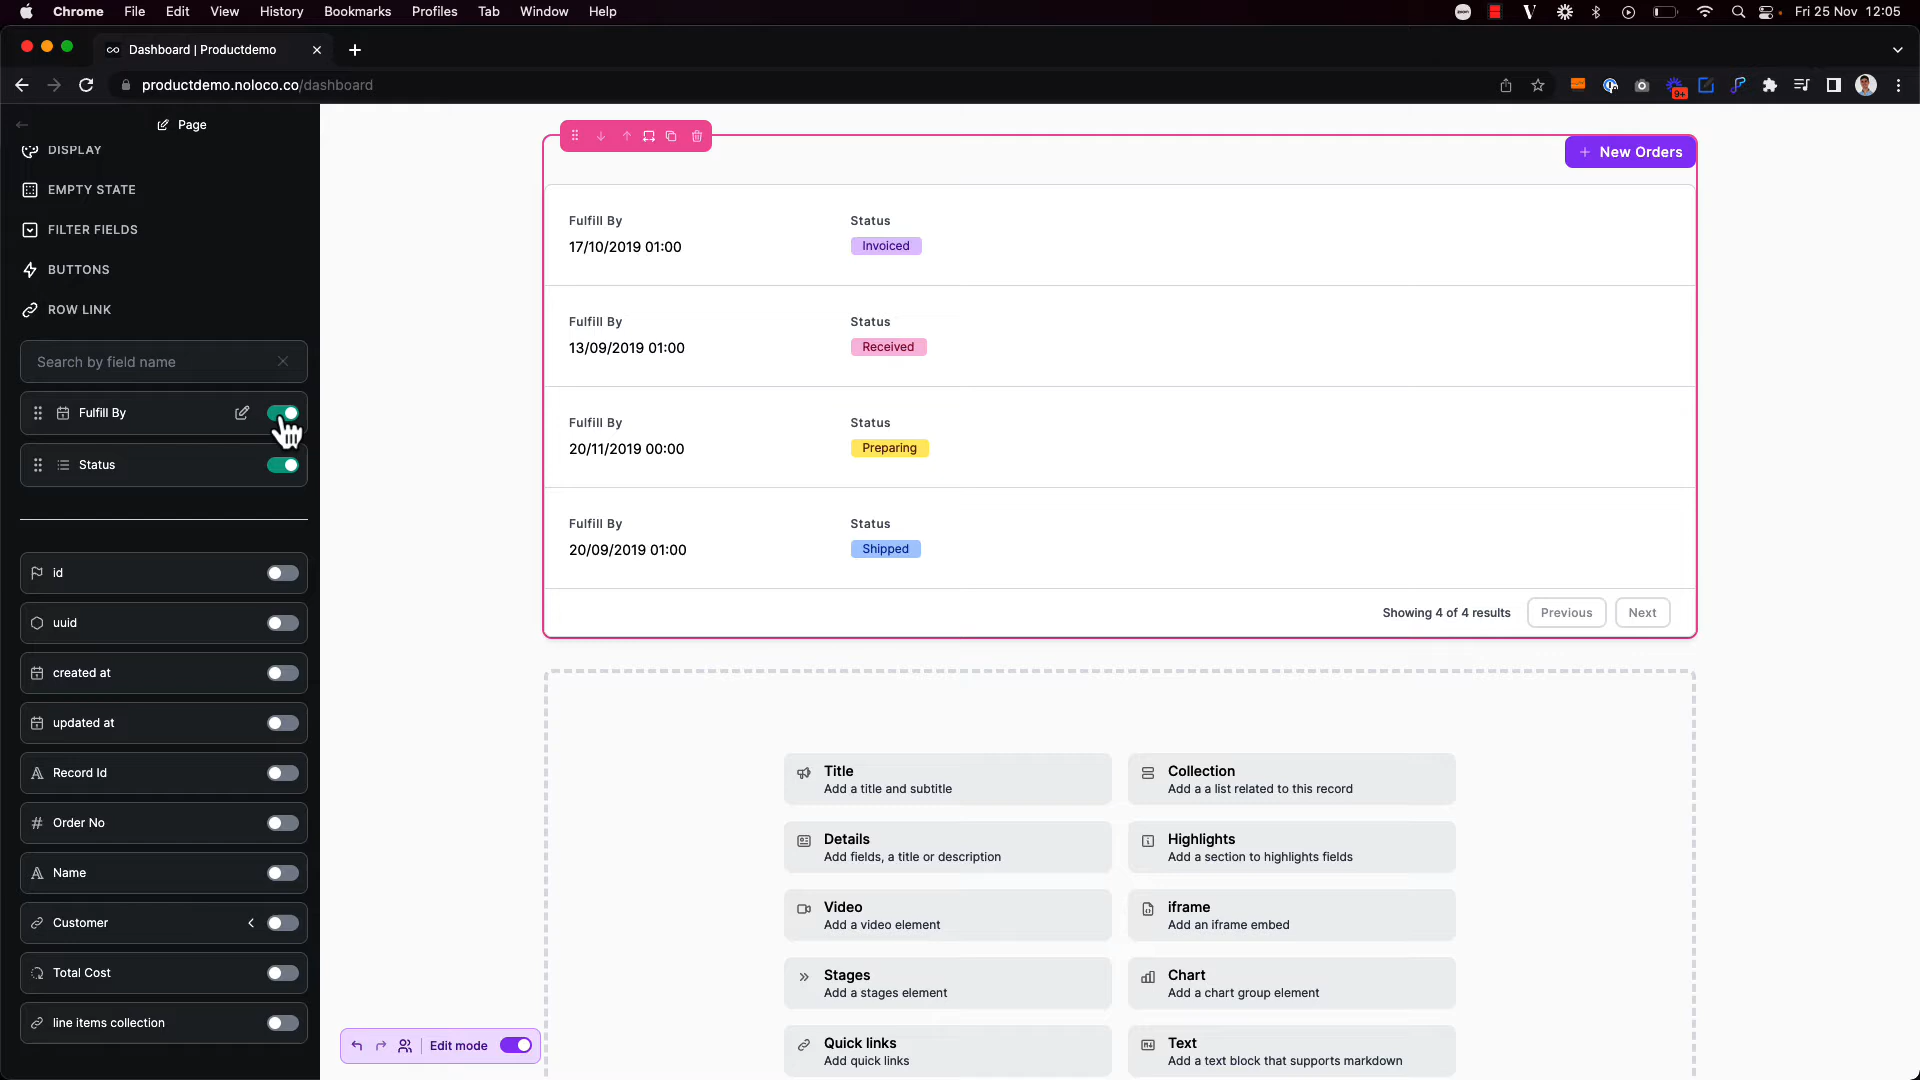 Chrome File Edit View History Bookmarks Profiles Tab Window Help
zoom
Fri 25 Nov 12:05
Dashboard | Productdemo
productdemo.noloco.co/dashboard
9+
Page
DISPLAY
EMPTY STATE
FILTER FIELDS
BUTTONS
ROW LINK
Search by field name
Fulfill By
Status
id
uuid
created at
updated at
Record Id
Order No
Name
Customer
Total Cost
line items collection
New Orders
Fulfill By Status
17/10/2019 01:00 Invoiced
Fulfill By Status
13/09/2019 01:00 Received
Fulfill By Status
20/11/2019 00:00 Preparing
Fulfill By Status
20/09/2019 01:00 Shipped
Showing 4 of 4 results Previous Next
Title
Add a title and subtitle
Collection
Add a a list related to this record
Details
Add fields, a title or description
Highlights
Add a section to highlights fields
Video
Add a video element
iframe
Add an iframe embed
Stages
Add a stages element
Chart
Add a chart group element
Quick links
Add quick links
Text
Add a text block that supports markdown
Edit mode